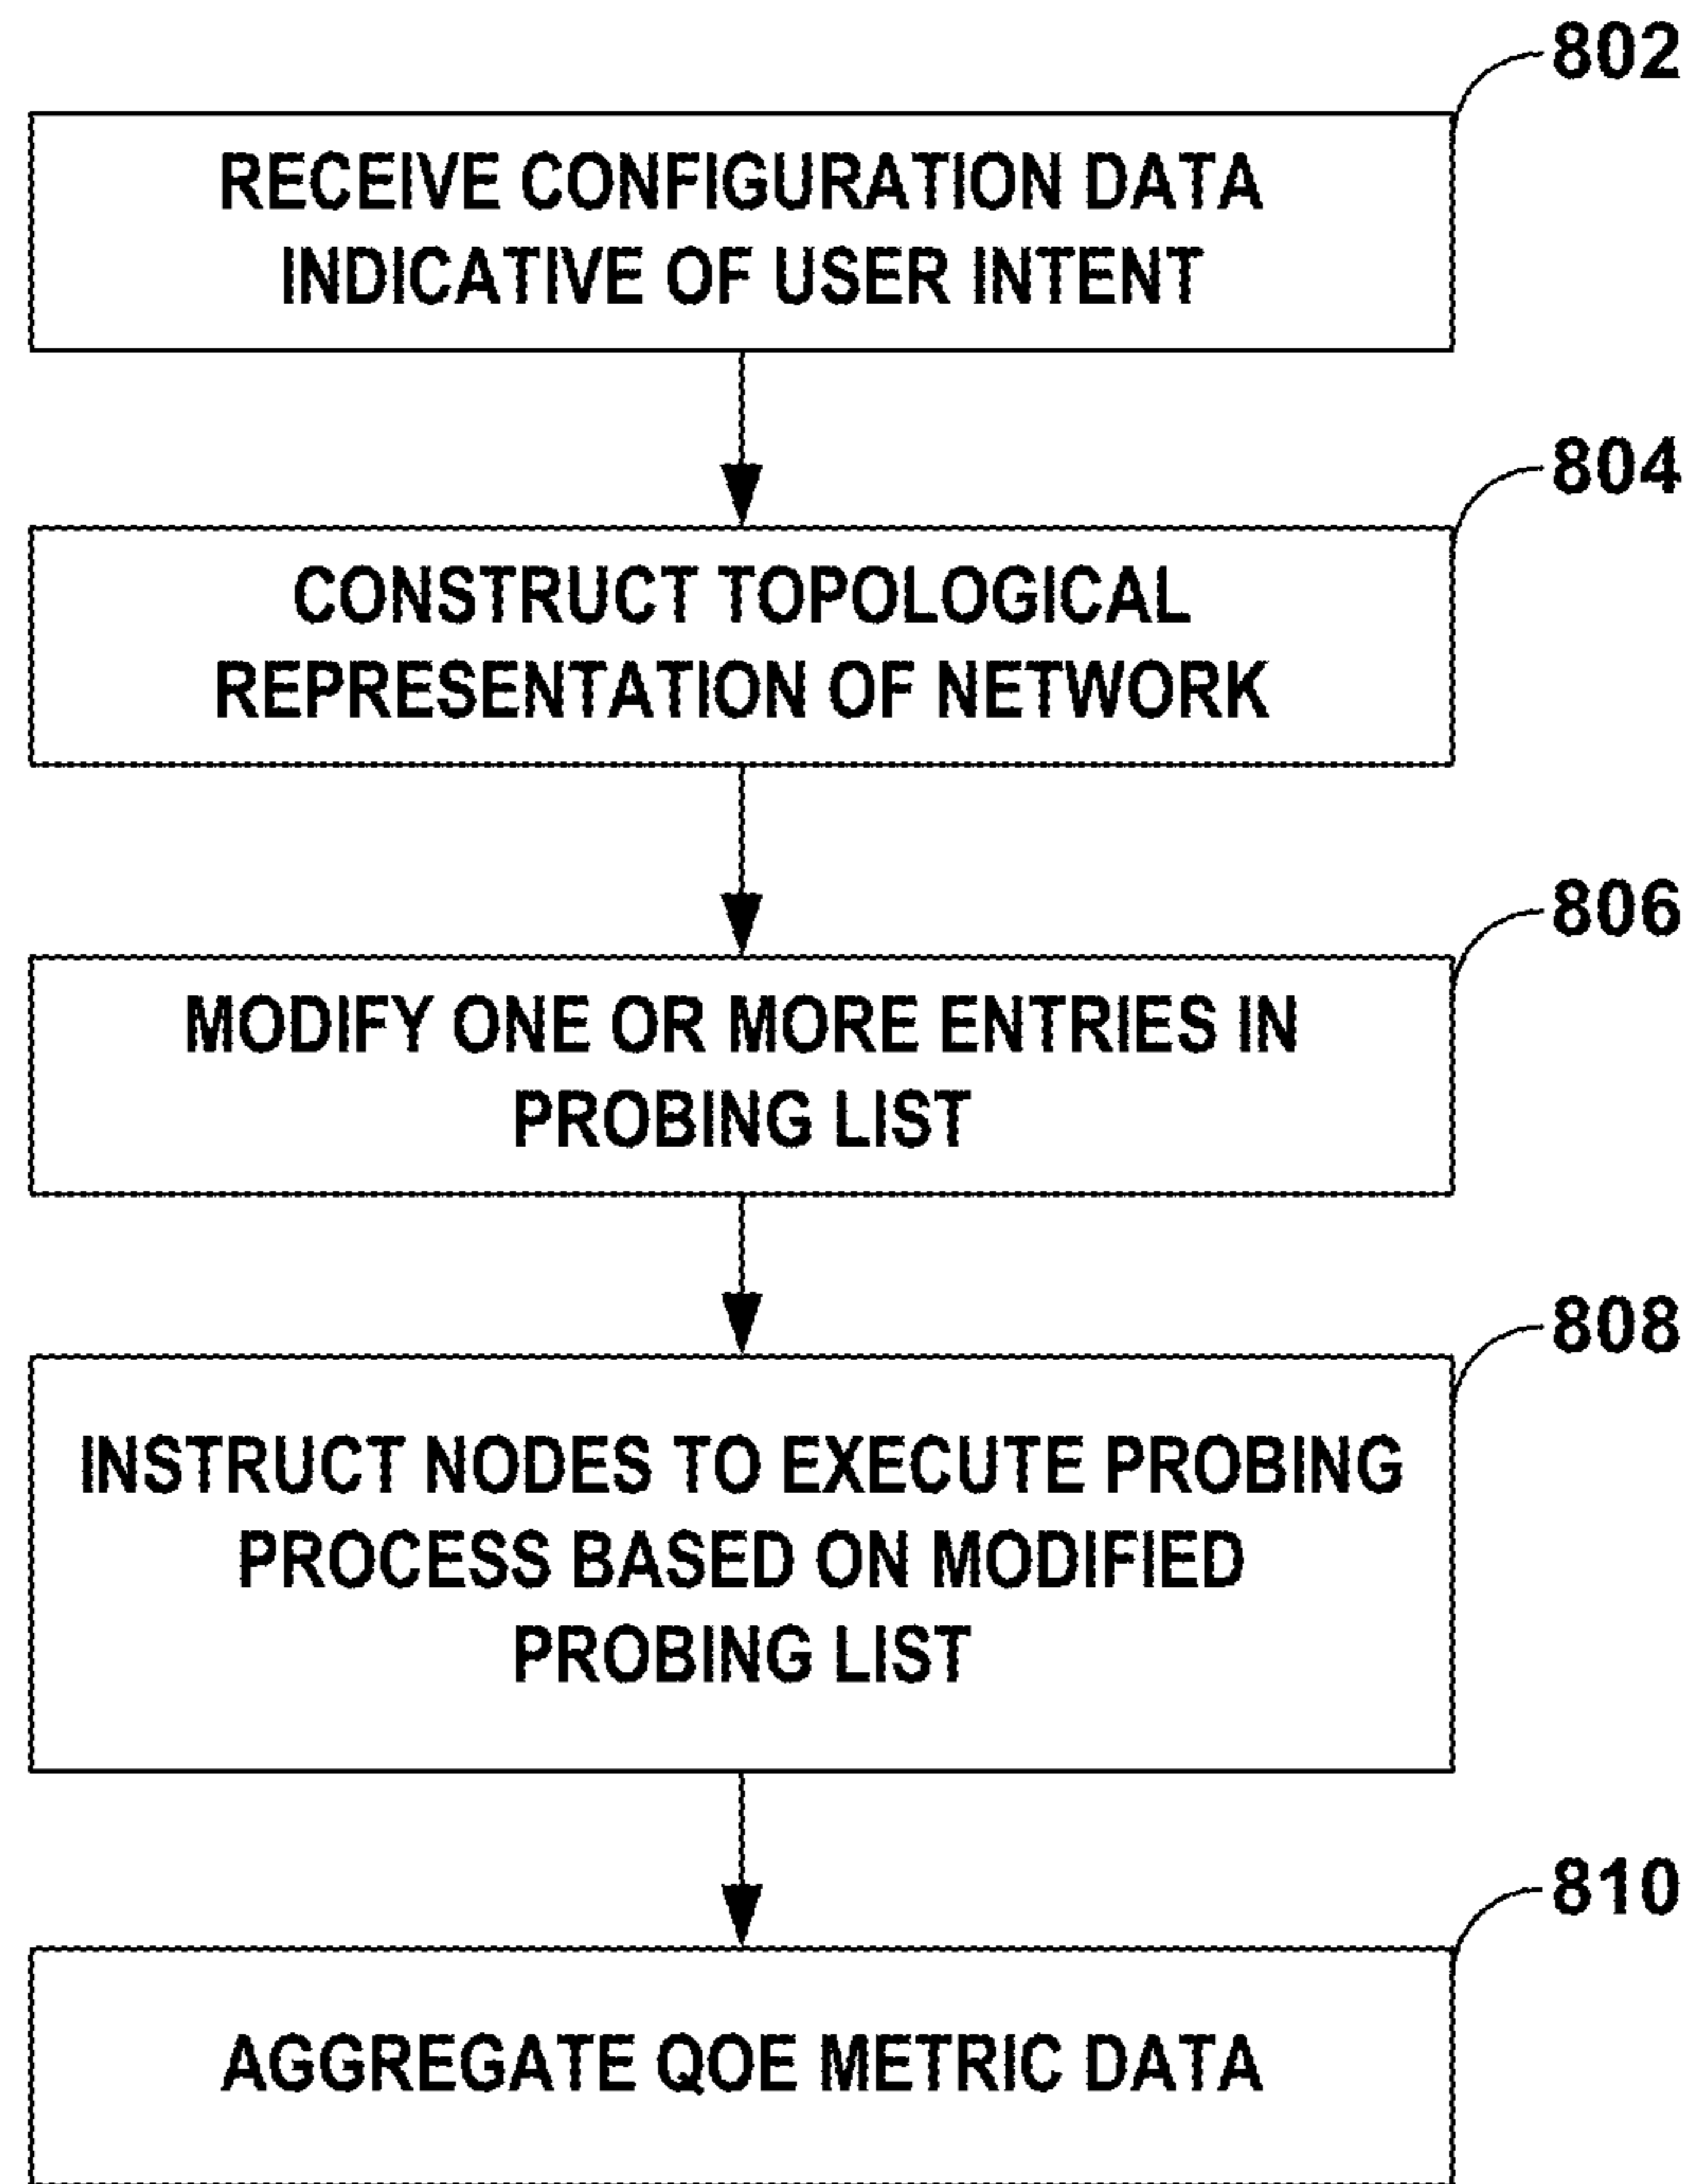 802
RECEIVE CONFIGURATION DATA
INDICATIVE OF USER INTENT
804
CONSTRUCT TOPOLOGICAL
REPRESENTATION OF NETWORK
806
MODIFY ONE OR MORE ENTRIES IN
PROBING LIST
808
INSTRUCT NODES TO EXECUTE PROBING
PROCESS BASED ON MODIFIED
PROBING LIST
810
AGGREGATE QOE METRIC DATA